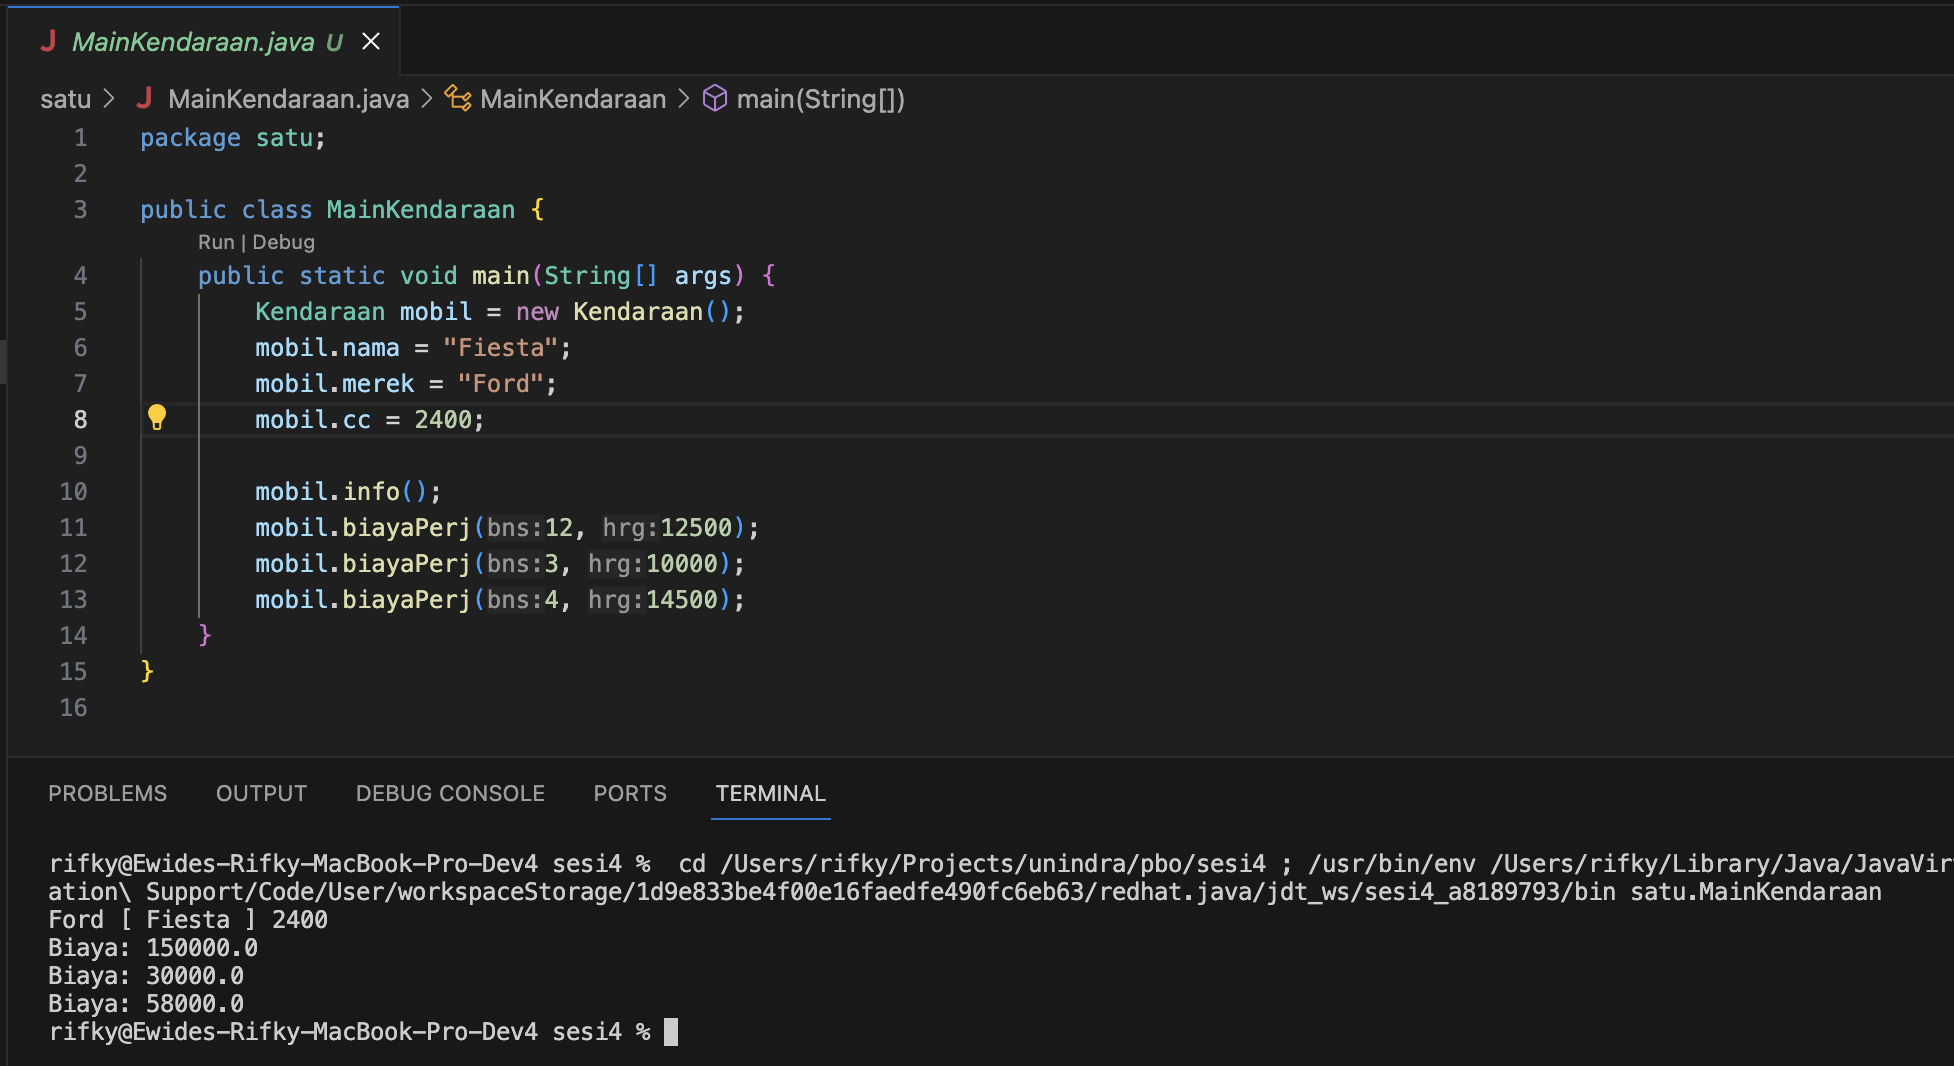 MainKendaraan.java U
satu > MainKendaraan.java > MainKendaraan > main(String[])
1 package satu;
2
3 public class MainKendaraan {
Run | Debug
4 public static void main(String[] args) {
5 Kendaraan mobil = new Kendaraan();
6 mobil.nama = "Fiesta";
7 mobil.merek = "Ford";
8 mobil.cc = 2400;
9
10 mobil.info();
11 mobil.biayaPerj(bns:12, hrg:12500);
12 mobil.biayaPerj(bns:3, hrg:10000);
13 mobil.biayaPerj(bns:4, hrg:14500);
14 }
15 }
16
PROBLEMS OUTPUT DEBUG CONSOLE PORTS TERMINAL
rifky@Ewides-Rifky-MacBook-Pro-Dev4 sesi4 % cd /Users/rifky/Projects/unindra/pbo/sesi4 ; /usr/bin/env /Users/rifky/Library/Java/JavaVir
ation\ Support/Code/User/workspaceStorage/1d9e833be4f00e16faedfe490fc6eb63/redhat.java/jdt_ws/sesi4_a8189793/bin satu.MainKendaraan
Ford [ Fiesta ] 2400
Biaya: 150000.0
Biaya: 30000.0
Biaya: 58000.0
rifky@Ewides-Rifky-MacBook-Pro-Dev4 sesi4 %